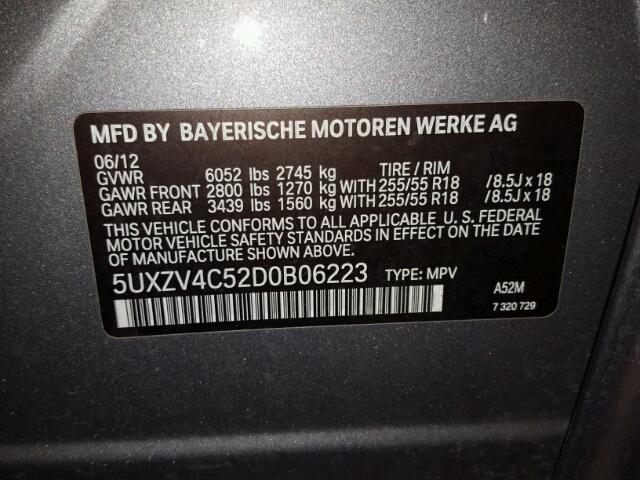 MFD BY BAYERISCHE MOTOREN WERKE AG
06/12
GVWR 6052 lbs 2745 kg TIRE / RIM
GAWR FRONT 2800 lbs 1270 kg WITH 255/55 R18 /8.5J x 18
GAWR REAR 3439 lbs 1560 kg WITH 255/55 R18 /8.5J x 18
THIS VEHICLE CONFORMS TO ALL APPLICABLE U. S. FEDERAL
MOTOR VEHICLE SAFETY STANDARDS IN EFFECT ON THE DATE
OF MANUFACTURE SHOWN ABOVE.
5UXZV4C52D0B06223 TYPE: MPV
A52M
7 320 729